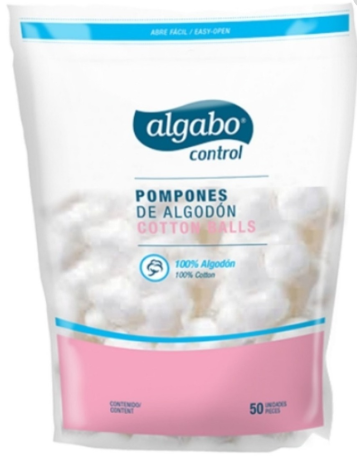 ABRE FÁCIL / EASY-OPEN
algabo®
control
POMPONES
DE ALGODÓN
COTTON BALLS
100% Algodón
100% Cotton
CONTENIDO/
CONTENT
50 UNIDADES
PIECES